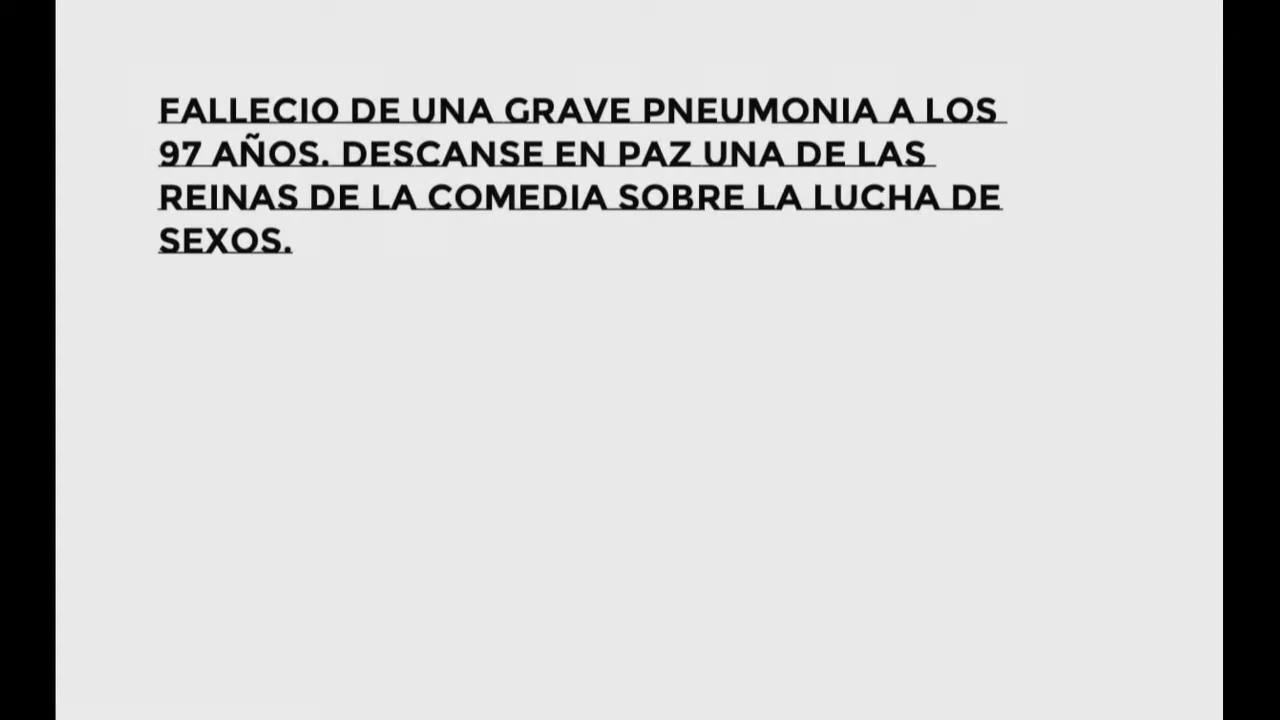 FALLECIO DE UNA GRAVE PNEUMONIA A LOS
97 AÑOS. DESCANSE EN PAZ UNA DE LAS
REINAS DE LA COMEDIA SOBRE LA LUCHA DE
SEXOS.